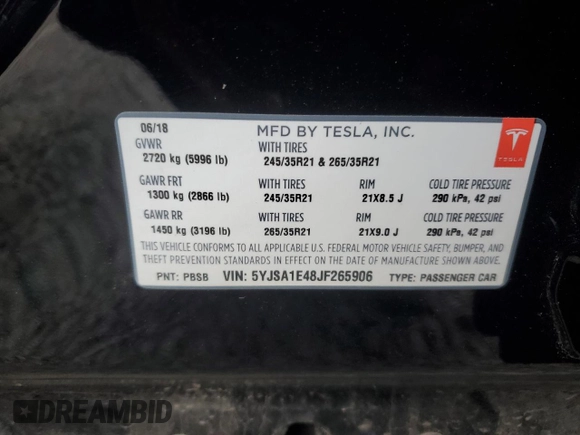 06/18
MFD BY TESLA, INC.
GVWR
WITH TIRES
2720 kg (5996 lb)
245/35R21 & 265/35R21
TESLA
GAWR FRT
WITH TIRES
RIM
COLD TIRE PRESSURE
1300 kg (2866 lb)
245/35R21
21X8.5 J
290 kPa, 42 psi
GAWR RR
WITH TIRES
RIM
COLD TIRE PRESSURE
1450 kg (3196 lb)
265/35R21
21X9.0 J
290 kPa, 42 psi
THIS VEHICLE CONFORMS TO ALL APPLICABLE U.S. FEDERAL MOTOR VEHICLE SAFETY, BUMPER, AND
THEFT PREVENTION STANDARDS IN EFFECT ON THE DATE OF MANUFACTURE SHOWN ABOVE.
PNT: PBSB
VIN: 5YJSA1E48JF265906
TYPE: PASSENGER CAR
DREAMBID